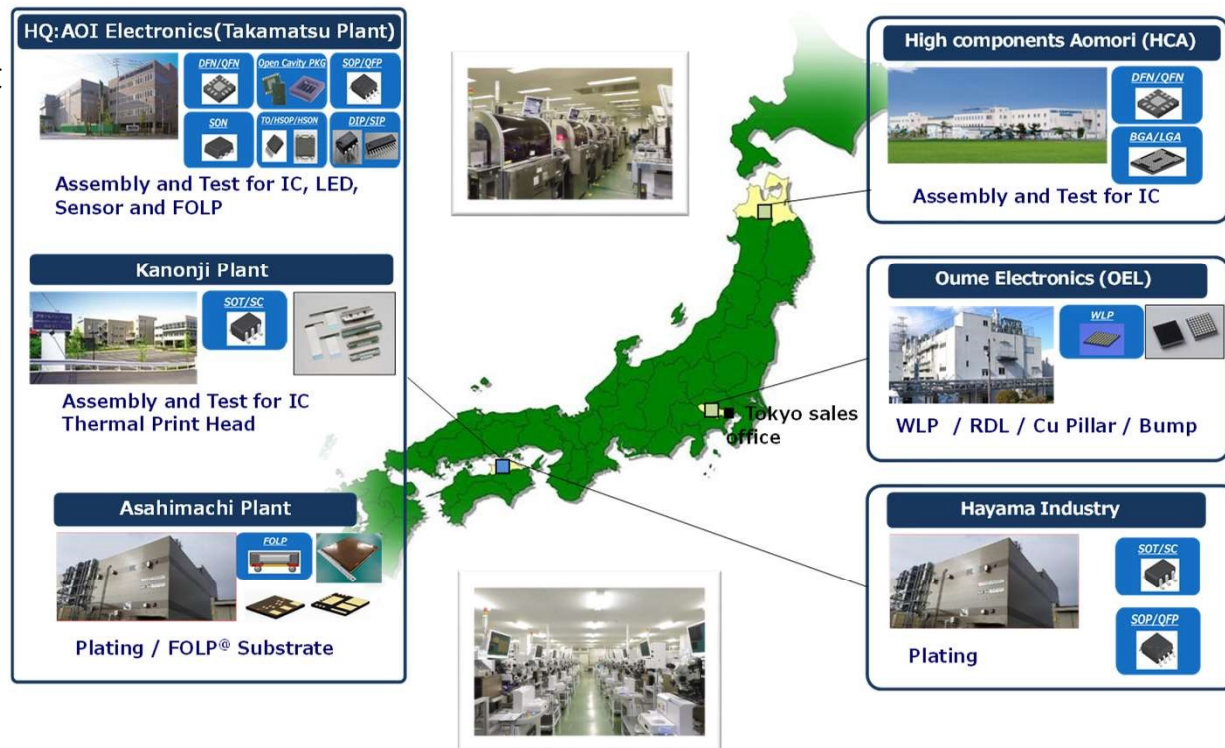 HQ:AOI Electronics(Takamatsu Plant)
DFN/QFN
Open Cavity PKG
SOP/QFP
SON
TO/HSOP/HSON
DIP/SIP
Assembly and Test for IC, LED,
Sensor and FOLP
Kanonji Plant
SOT/SC
Assembly and Test for IC
Thermal Print Head
Asahimachi Plant
FOLP
Plating / FOLP® Substrate
Tokyo sales
office
High components Aomori (HCA)
DFN/QFN
BGA/LGA
Assembly and Test for IC
Oume Electronics (OEL)
WLP
WLP / RDL / Cu Pillar / Bump
Hayama Industry
SOT/SC
SOP/QFP
Plating